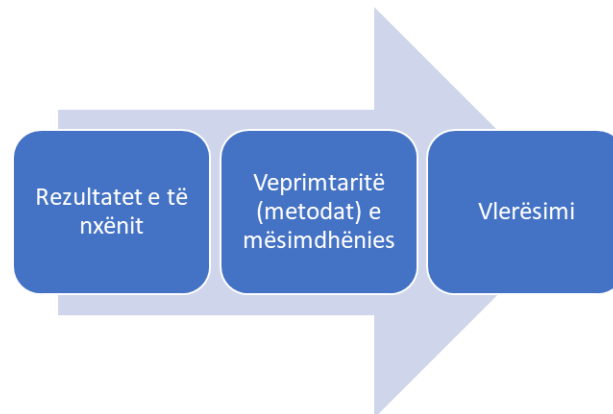 Rezultatet e të
nxënit
Veprimtaritë
(metodat) e
mësimdhënies
Vlerësimi